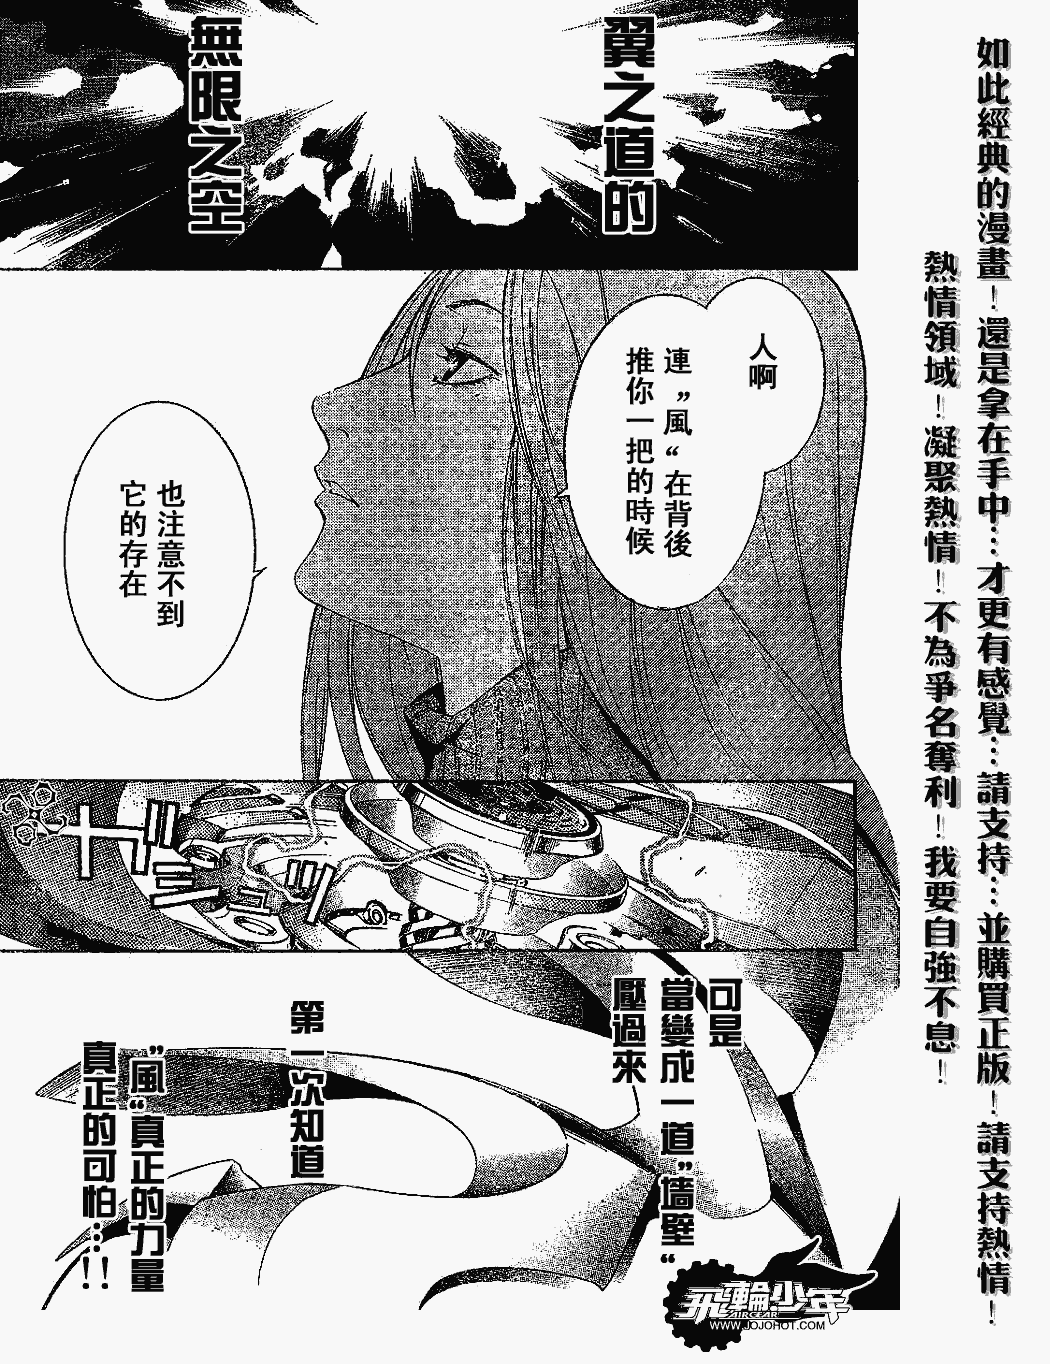 如此經典的漫畫！還是拿在手中…才更有感覺…請支持…並購買正版！請支持熱情！
熱情領域！凝聚熱情！不為爭名奪利！我要自強不息！
翼之道的
無限之空
人啊
連”風“在背後
推你一把的時候
也注意不到
它的存在
可是
當變成一道”墙壁“
壓過來
第一次知道
”風“真正的力量
真正的可怕…!!
飛輪少年
AIRGEAR
WWW.JOJOHOT.COM